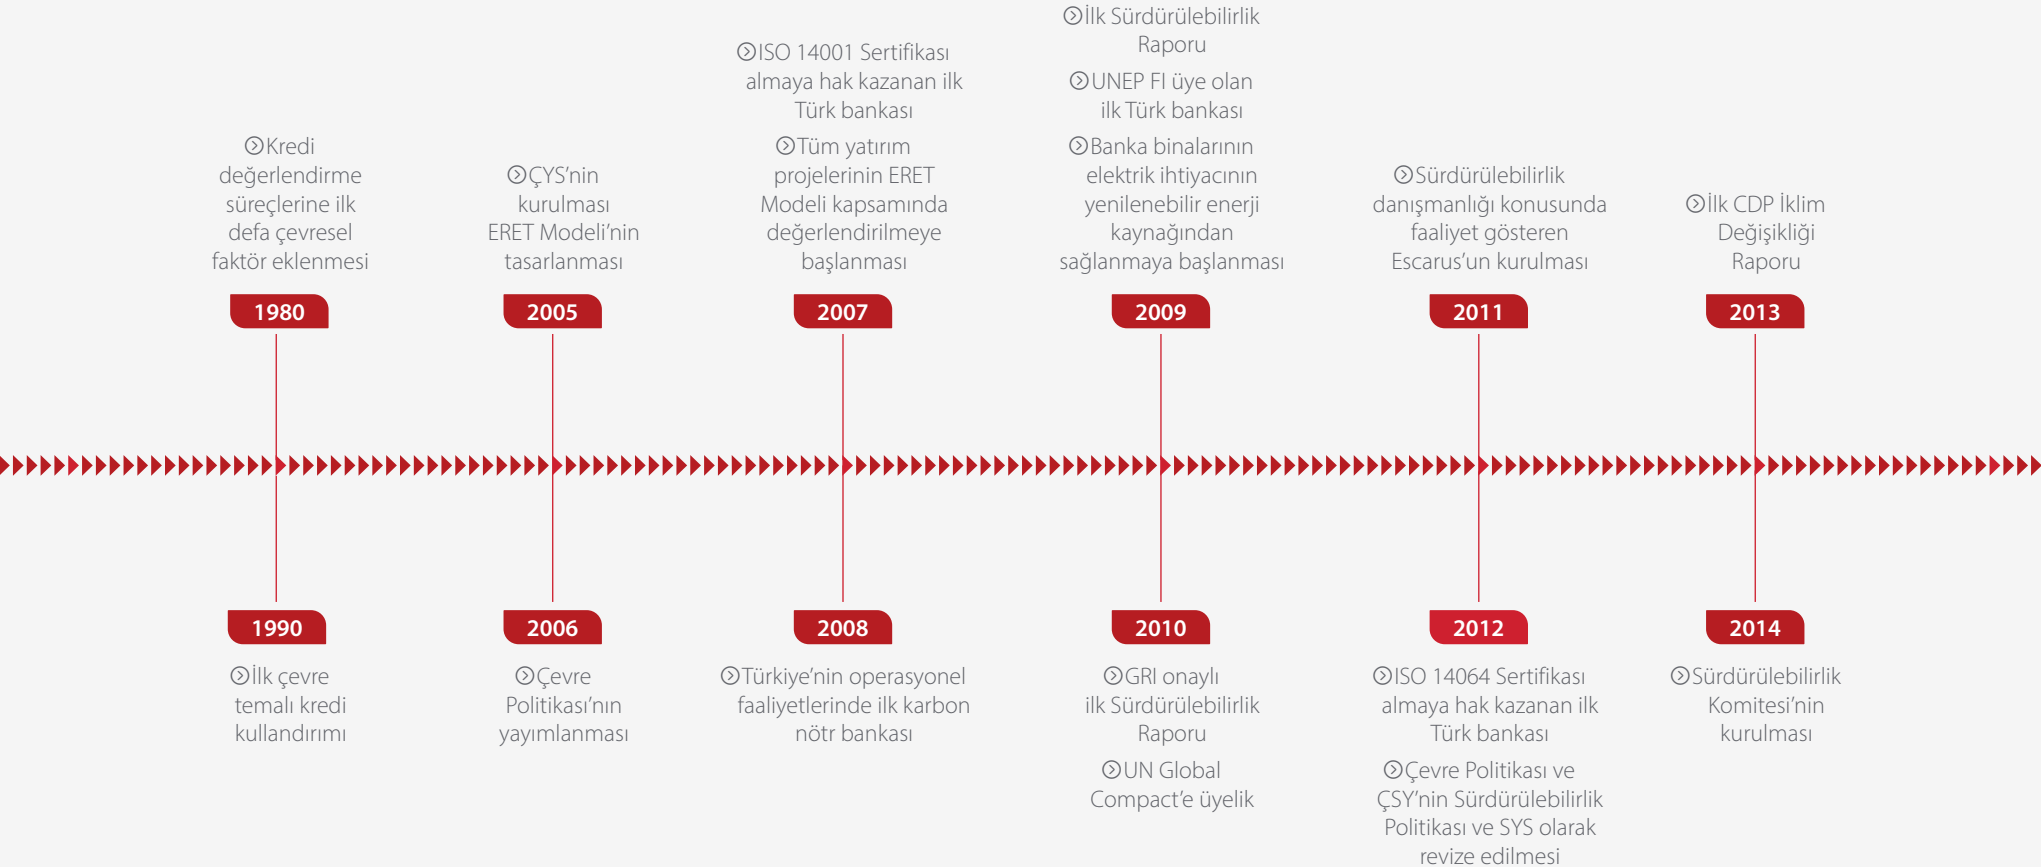 Kredi
değerlendirme
süreçlerine ilk
defa çevresel
faktör eklenmesi
1980
1990
İlk çevre
temalı kredi
kullandırımı
ÇYS’nin
kurulması
ERET Modeli’nin
tasarlanması
2005
2006
Çevre
Politikası’nın
yayımlanması
ISO 14001 Sertifikası
almaya hak kazanan ilk
Türk bankası
Tüm yatırım
projelerinin ERET
Modeli kapsamında
değerlendirilmeye
başlanması
2007
2008
Türkiye’nin operasyonel
faaliyetlerinde ilk karbon
nötr bankası
İlk Sürdürülebilirlik
Raporu
UNEP FI üye olan
ilk Türk bankası
Banka binalarının
elektrik ihtiyacının
yenilenebilir enerji
kaynağından
sağlanmaya başlanması
2009
2010
GRI onaylı
ilk Sürdürülebilirlik
Raporu
UN Global
Compact’e üyelik
Sürdürülebilirlik
danışmanlığı konusunda
faaliyet gösteren
Escarus’un kurulması
2011
2012
ISO 14064 Sertifikası
almaya hak kazanan ilk
Türk bankası
Çevre Politikası ve
ÇSY’nin Sürdürülebilirlik
Politikası ve SYS olarak
revize edilmesi
İlk CDP İklim
Değişikliği
Raporu
2013
2014
Sürdürülebilirlik
Komitesi’nin
kurulması